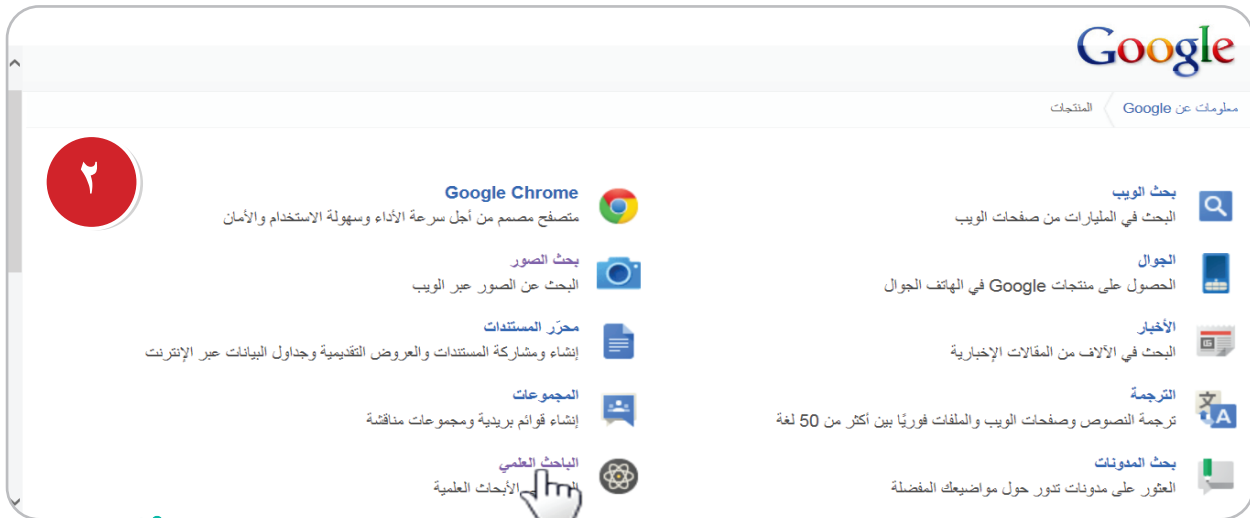 Google
معلومات عن Google
المنتجات
٢
بحث الويب
البحث في المليارات من صفحات الويب
Google Chrome
متصفح مصمم من أجل سرعة الأداء وسهولة الاستخدام والأمان
الجوال
الحصول على منتجات Google في الهاتف الجوال
بحث الصور
البحث عن الصور عبر الويب
الأخبار
البحث في الآلاف من المقالات الإخبارية
محرّر المستندات
إنشاء ومشاركة المستندات والعروض التقديمية وجداول البيانات عبر الإنترنت
الترجمة
ترجمة النصوص وصفحات الويب والملفات فوريًا بين أكثر من 50 لغة
المجموعات
إنشاء قوائم بريدية ومجموعات مناقشة
بحث المدونات
العثور على مدونات تدور حول مواضيعك المفضلة
الباحث العلمي
الأبحاث العلمية